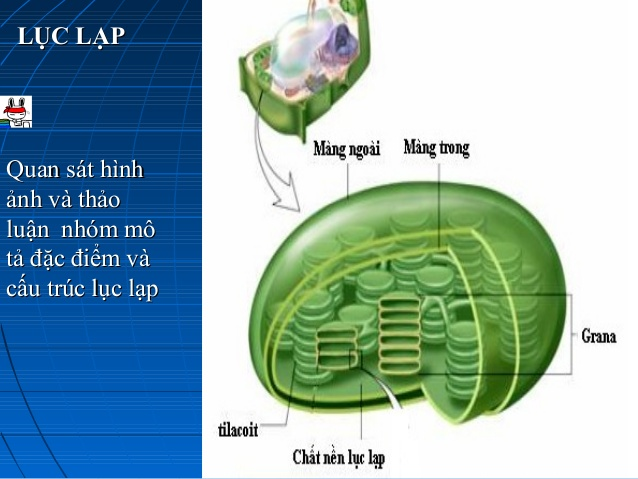 LỤC LẠP
Quan sát hình
ảnh và thảo
luận nhóm mô
tả đặc điểm và
cấu trúc lục lạp
Màng ngoài
Màng trong
Grana
tilacoit
Chất nền lục lạp